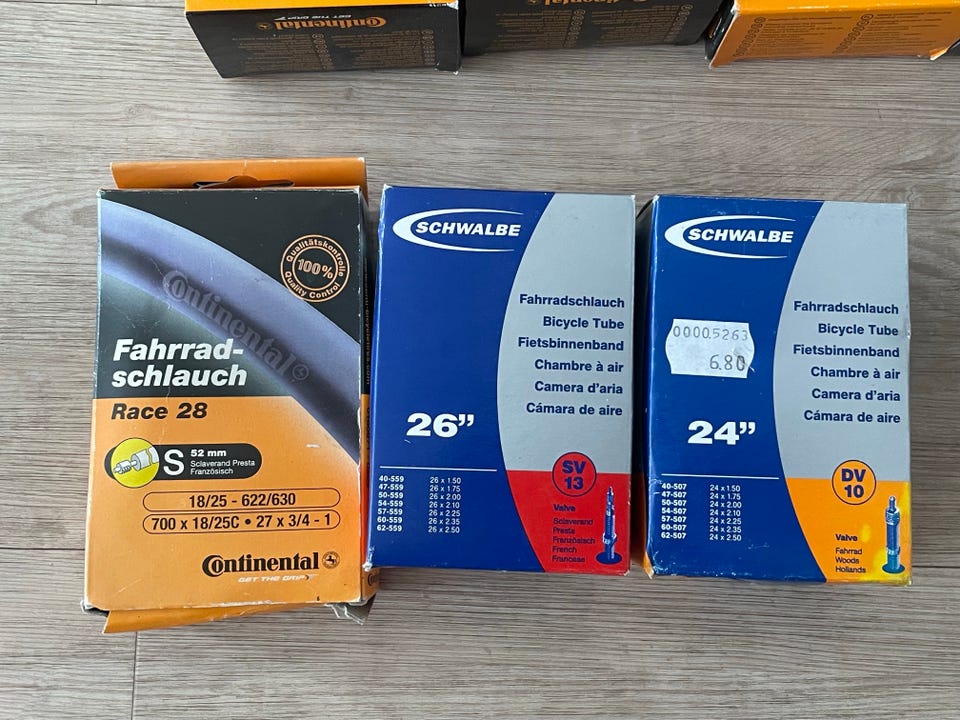 Continental
GET THE GRIP
Qualitätskontrolle
100%
Quality Control
Continental
Fahrrad-
schlauch
Race 28
S
52 mm
Sclaverand Presta
Französisch
18/25 - 622/630
700 x 18/25C • 27 x 3/4 - 1
Continental
GET THE GRIP
SCHWALBE
Fahrradschlauch
Bicycle Tube
Fietsbinnenband
Chambre à air
Camera d'aria
Cámara de aire
26”
SV
13
40-559 26 x 1.50
47-559 26 x 1.75
50-559 26 x 2.00
54-559 26 x 2.10
57-559 26 x 2.25
60-559 26 x 2.35
62-559 26 x 2.50
Valve
Sclaverand
Presta
Französisch
French
Francese
SCHWALBE
00005263
6.80
Fahrradschlauch
Bicycle Tube
Fietsbinnenband
Chambre à air
Camera d'aria
Cámara de aire
24”
DV
10
40-507 24 x 1.50
47-507 24 x 1.75
50-507 24 x 2.00
54-507 24 x 2.10
57-507 24 x 2.25
60-507 24 x 2.35
62-507 24 x 2.50
Valve
Fahrrad
Woods
Hollands